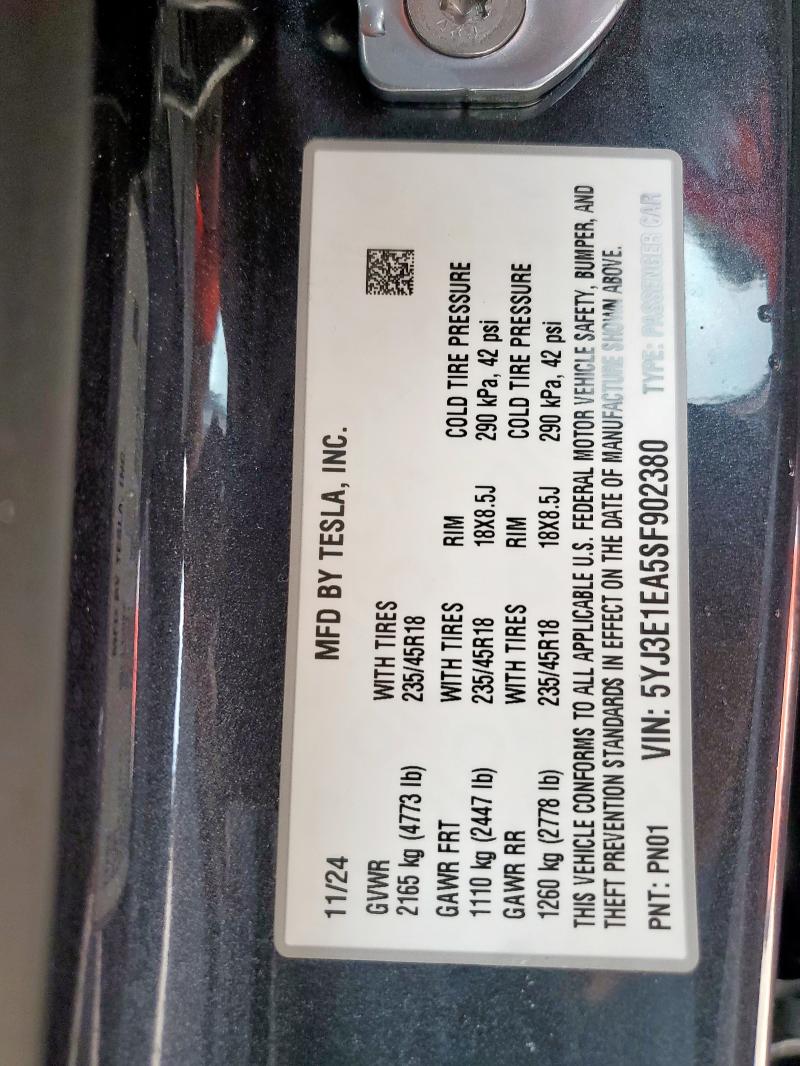 11/24 MFD BY TESLA, INC.
GVWR WITH TIRES
2165 kg (4773 lb) 235/45R18
GAWR FRT WITH TIRES RIM COLD TIRE PRESSURE
1110 kg (2447 lb) 235/45R18 18X8.5J 290 kPa, 42 psi
GAWR RR WITH TIRES RIM COLD TIRE PRESSURE
1260 kg (2778 lb) 235/45R18 18X8.5J 290 kPa, 42 psi
THIS VEHICLE CONFORMS TO ALL APPLICABLE U.S. FEDERAL MOTOR VEHICLE SAFETY, BUMPER, AND
THEFT PREVENTION STANDARDS IN EFFECT ON THE DATE OF MANUFACTURE SHOWN ABOVE.
PNT: PN01 VIN: 5YJ3E1EA5SF902380 TYPE: PASSENGER CAR